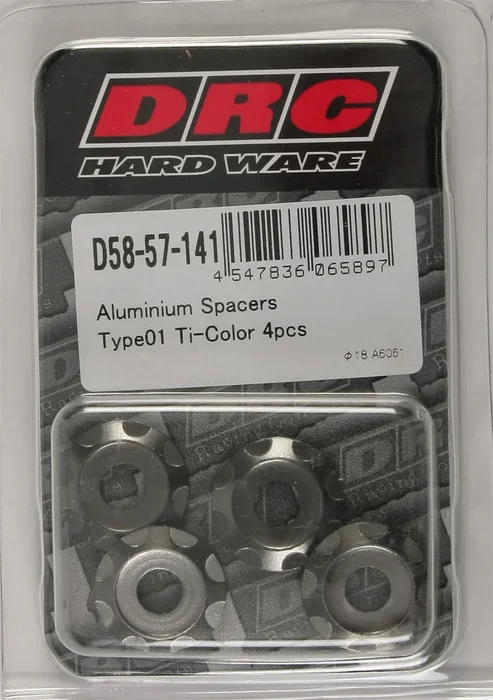 DRC
HARD WARE
D58-57-141
4 547836 065897
Aluminium Spacers
Type01 Ti-Color 4pcs
φ18 A6061